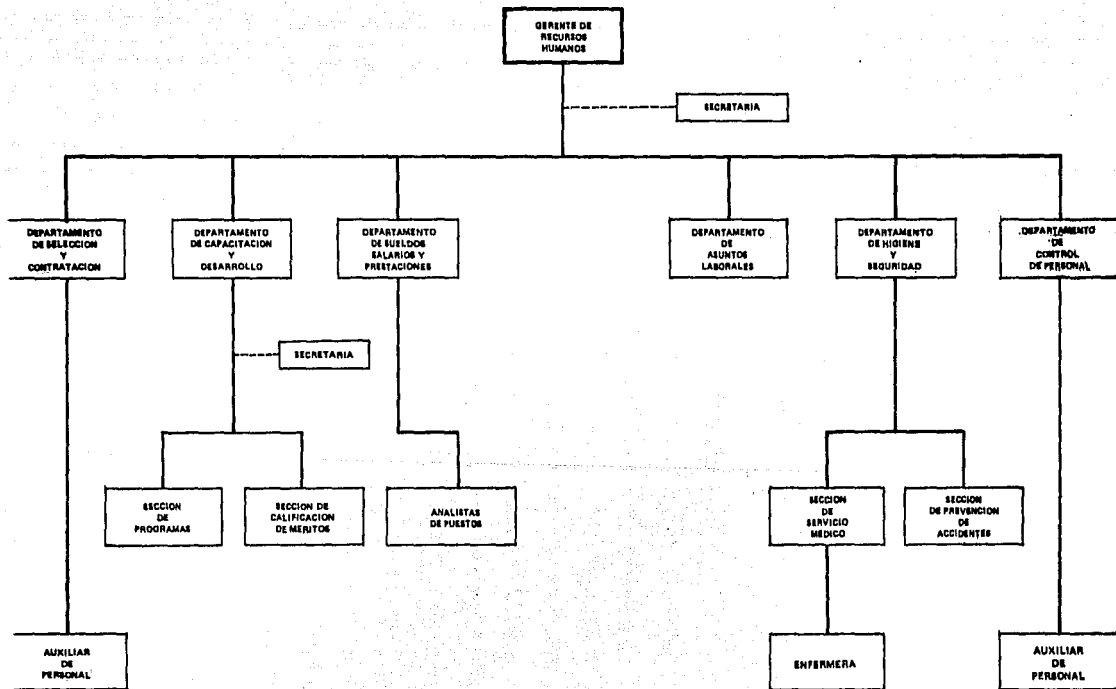 GERENTE DE
RECURSOS
HUMANOS
SECRETARIA
DEPARTAMENTO
DE SELECCION
Y
CONTRATACION
DEPARTAMENTO
DE CAPACITACION
Y
DESARROLLO
DEPARTAMENTO
DE SUELDOS
SALARIOS Y
PRESTACIONES
DEPARTAMENTO
DE
ASUNTOS
LABORALES
DEPARTAMENTO
DE HIGIENE
Y
SEGURIDAD
DEPARTAMENTO
DE
CONTROL
DE PERSONAL
SECRETARIA
SECCION
DE
PROGRAMAS
SECCION DE
CALIFICACION
DE MERITOS
ANALISTAS
DE PUESTOS
SECCION
DE
SERVICIO
MEDICO
SECCION
DE PREVENCION
DE
ACCIDENTES
AUXILIAR
DE
PERSONAL
ENFERMERA
AUXILIAR
DE
PERSONAL